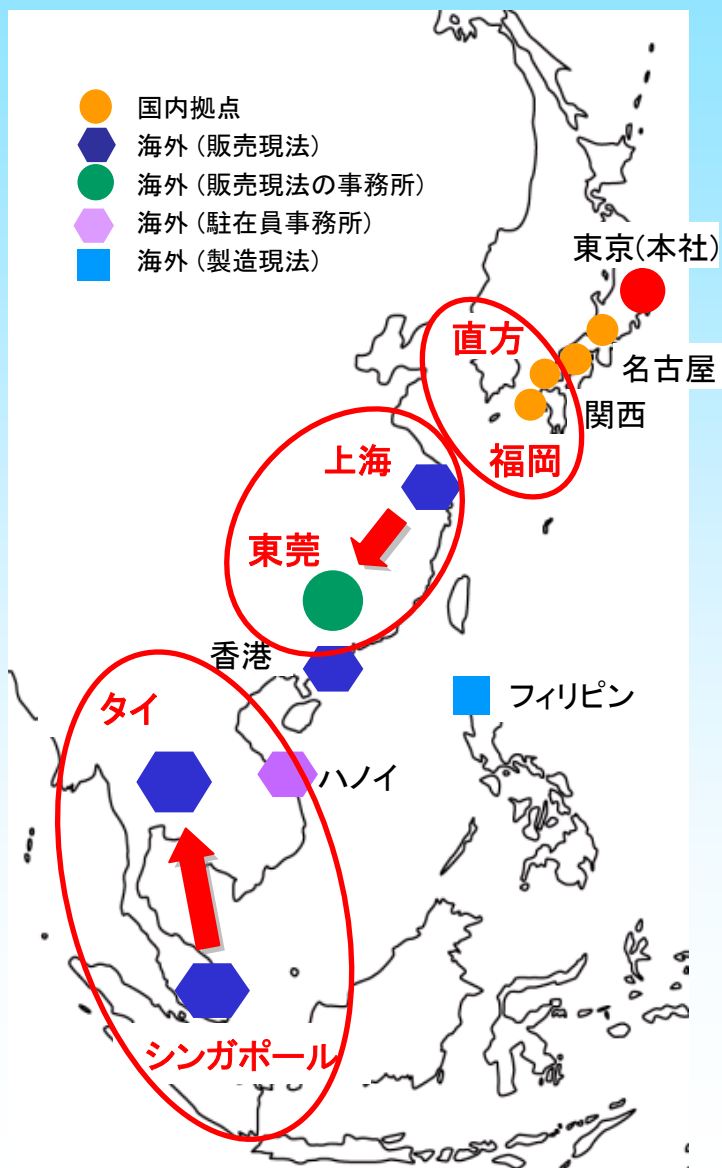 国内拠点
海外（販売現法）
海外（販売現法の事務所）
海外（駐在員事務所）
海外（製造現法）
東京(本社)
直方
名古屋
関西
福岡
上海
東莞
香港
タイ
フィリピン
ハノイ
シンガポール